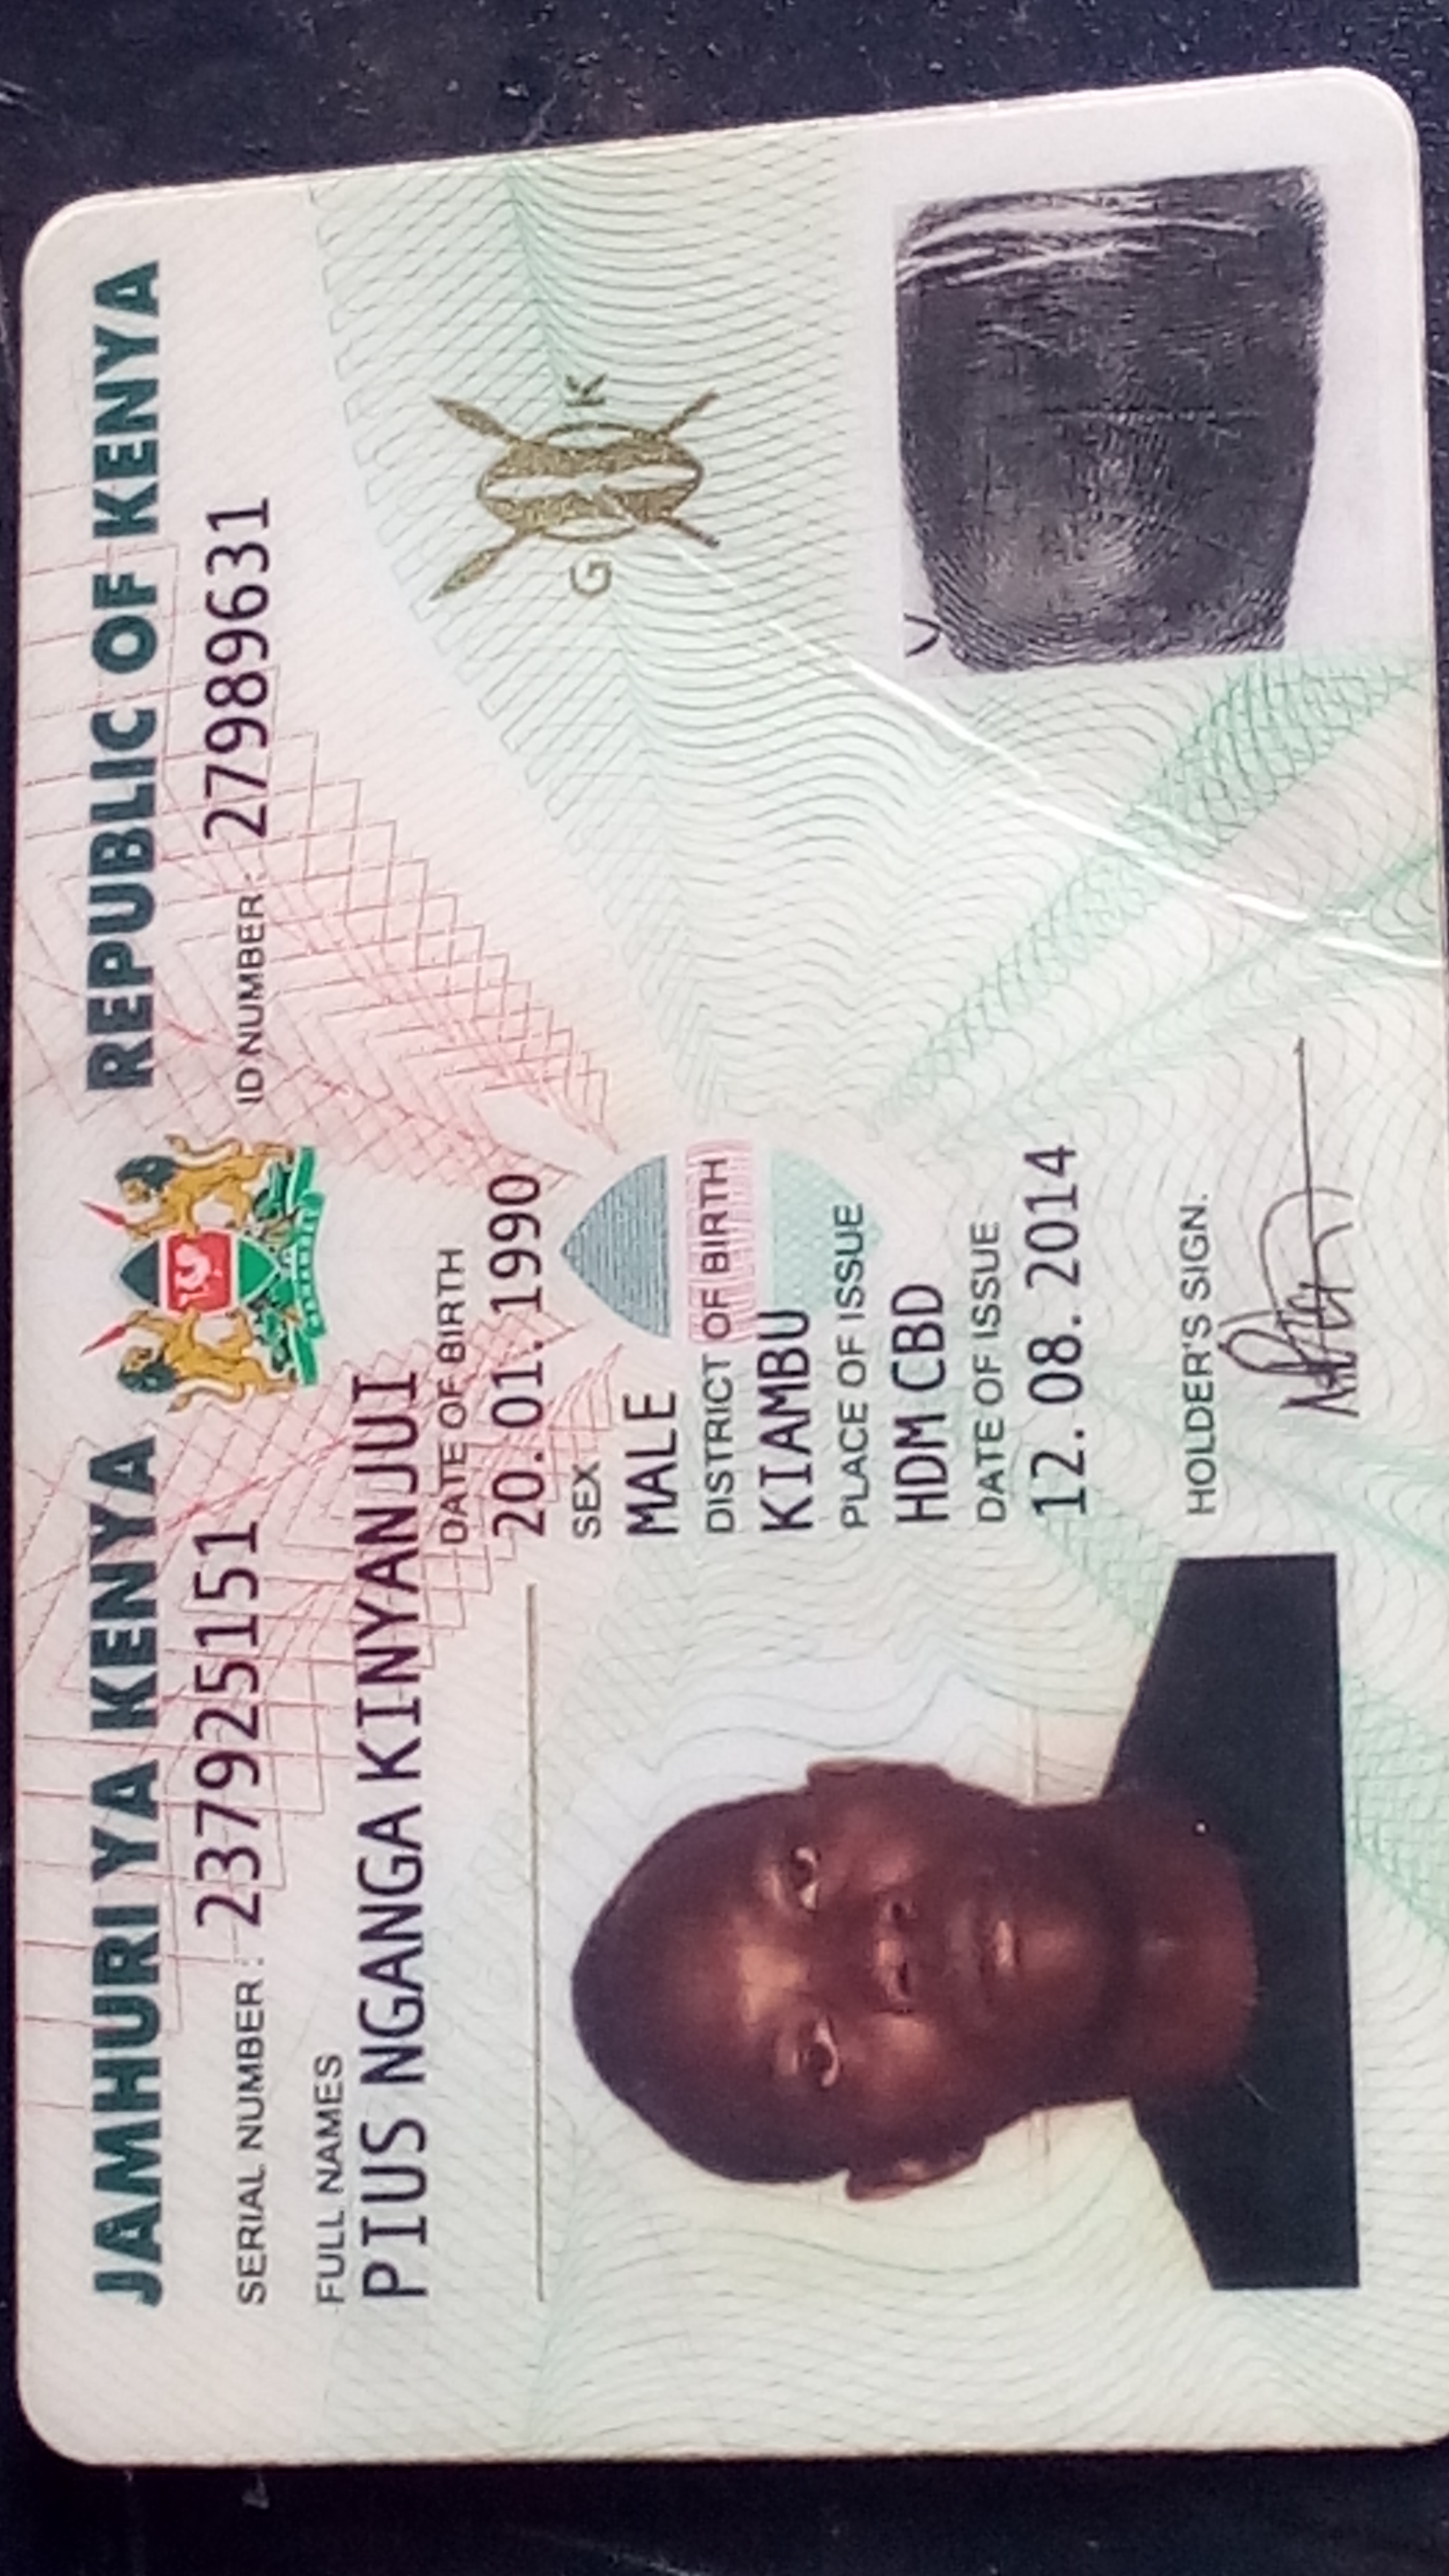 JAMHURI YA KENYA REPUBLIC OF KENYA
SERIAL NUMBER: 237925151 ID NUMBER: 27989631
FULL NAMES
PIUS NGANGA KINYANJUI
DATE OF BIRTH
20.01.1990
SEX
MALE
DISTRICT OF BIRTH
KIAMBU
PLACE OF ISSUE
HDM CBD
DATE OF ISSUE
12.08.2014
HOLDER'S SIGN.
G K